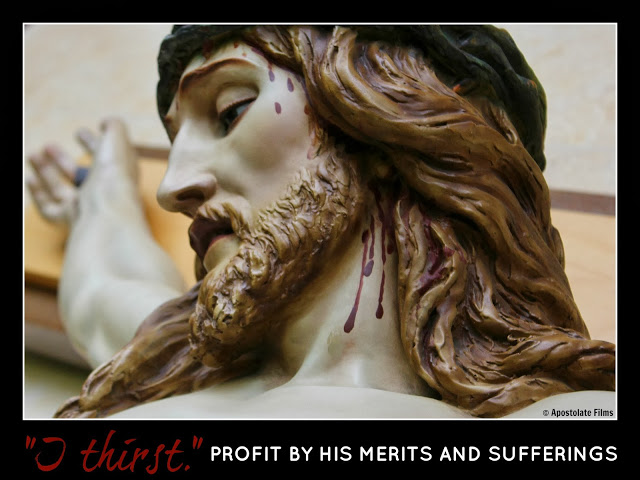 © Apostolate Films
"I thirst." PROFIT BY HIS MERITS AND SUFFERINGS